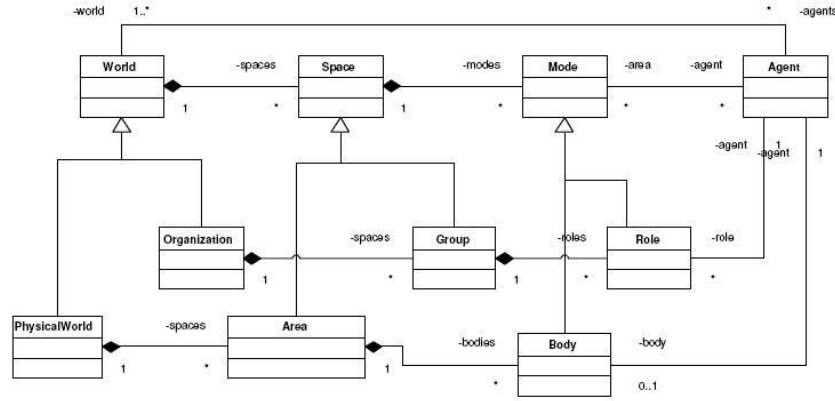 -world 1..* * -agents
World -spaces Space -modes Mode -area -agent Agent
1 * 1 * * *
-agent 1 -agent 1
Organization -spaces Group -roles Role -role
1 * 1 * *
PhysicalWorld -spaces Area -bodies Body -body
1 * 1 * 0..1